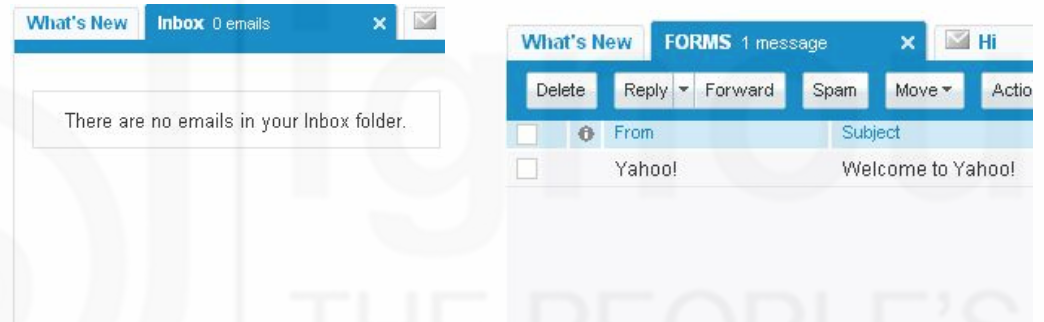 What's New Inbox 0 emails
There are no emails in your Inbox folder.
What's New FORMS 1 message Hi
Delete Reply Forward Spam Move Actio
From Subject
Yahoo! Welcome to Yahoo!
ignou
THE PEOPLE'S